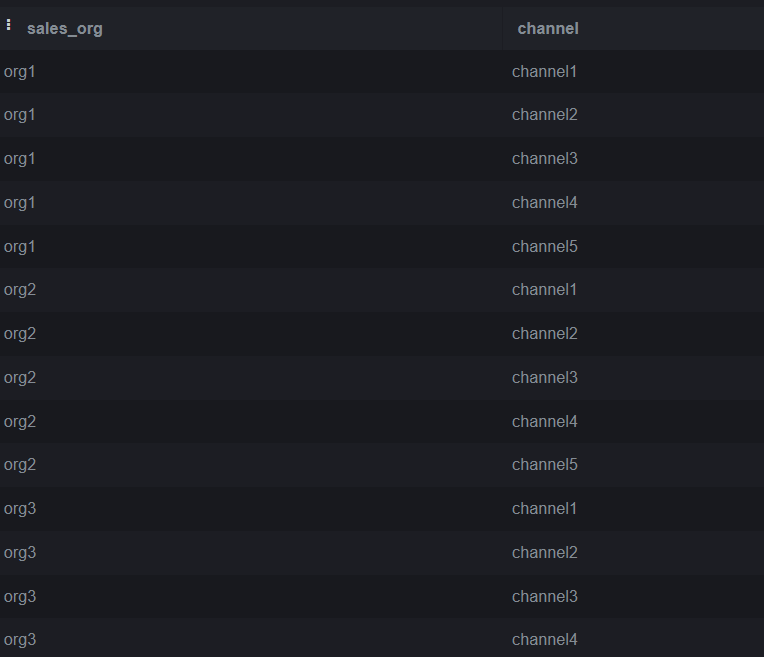 sales_org channel
org1 channel1
org1 channel2
org1 channel3
org1 channel4
org1 channel5
org2 channel1
org2 channel2
org2 channel3
org2 channel4
org2 channel5
org3 channel1
org3 channel2
org3 channel3
org3 channel4